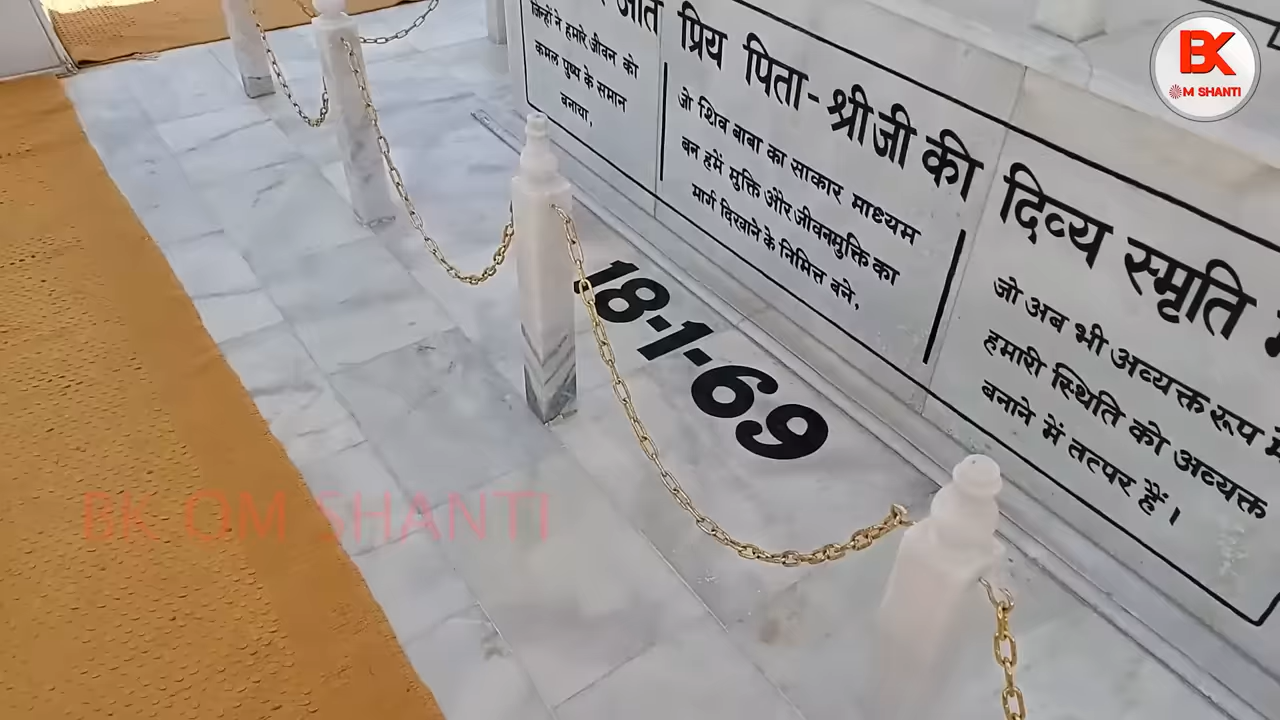 अति प्रिय पिता-श्रीजी की दिव्य स्मृति
जिन्होंने हमारे जीवन को
कमल पुष्प के समान
बनाया,
जो शिव बाबा का साकार माध्यम
बन हमें मुक्ति और जीवनमुक्ति का
मार्ग दिखाने के निमित्त बने,
जो अब भी अव्यक्त रूप में
हमारी स्थिति को अव्यक्त
बनाने में तत्पर हैं।
18-1-69
BK
OM SHANTI
BK OM SHANTI